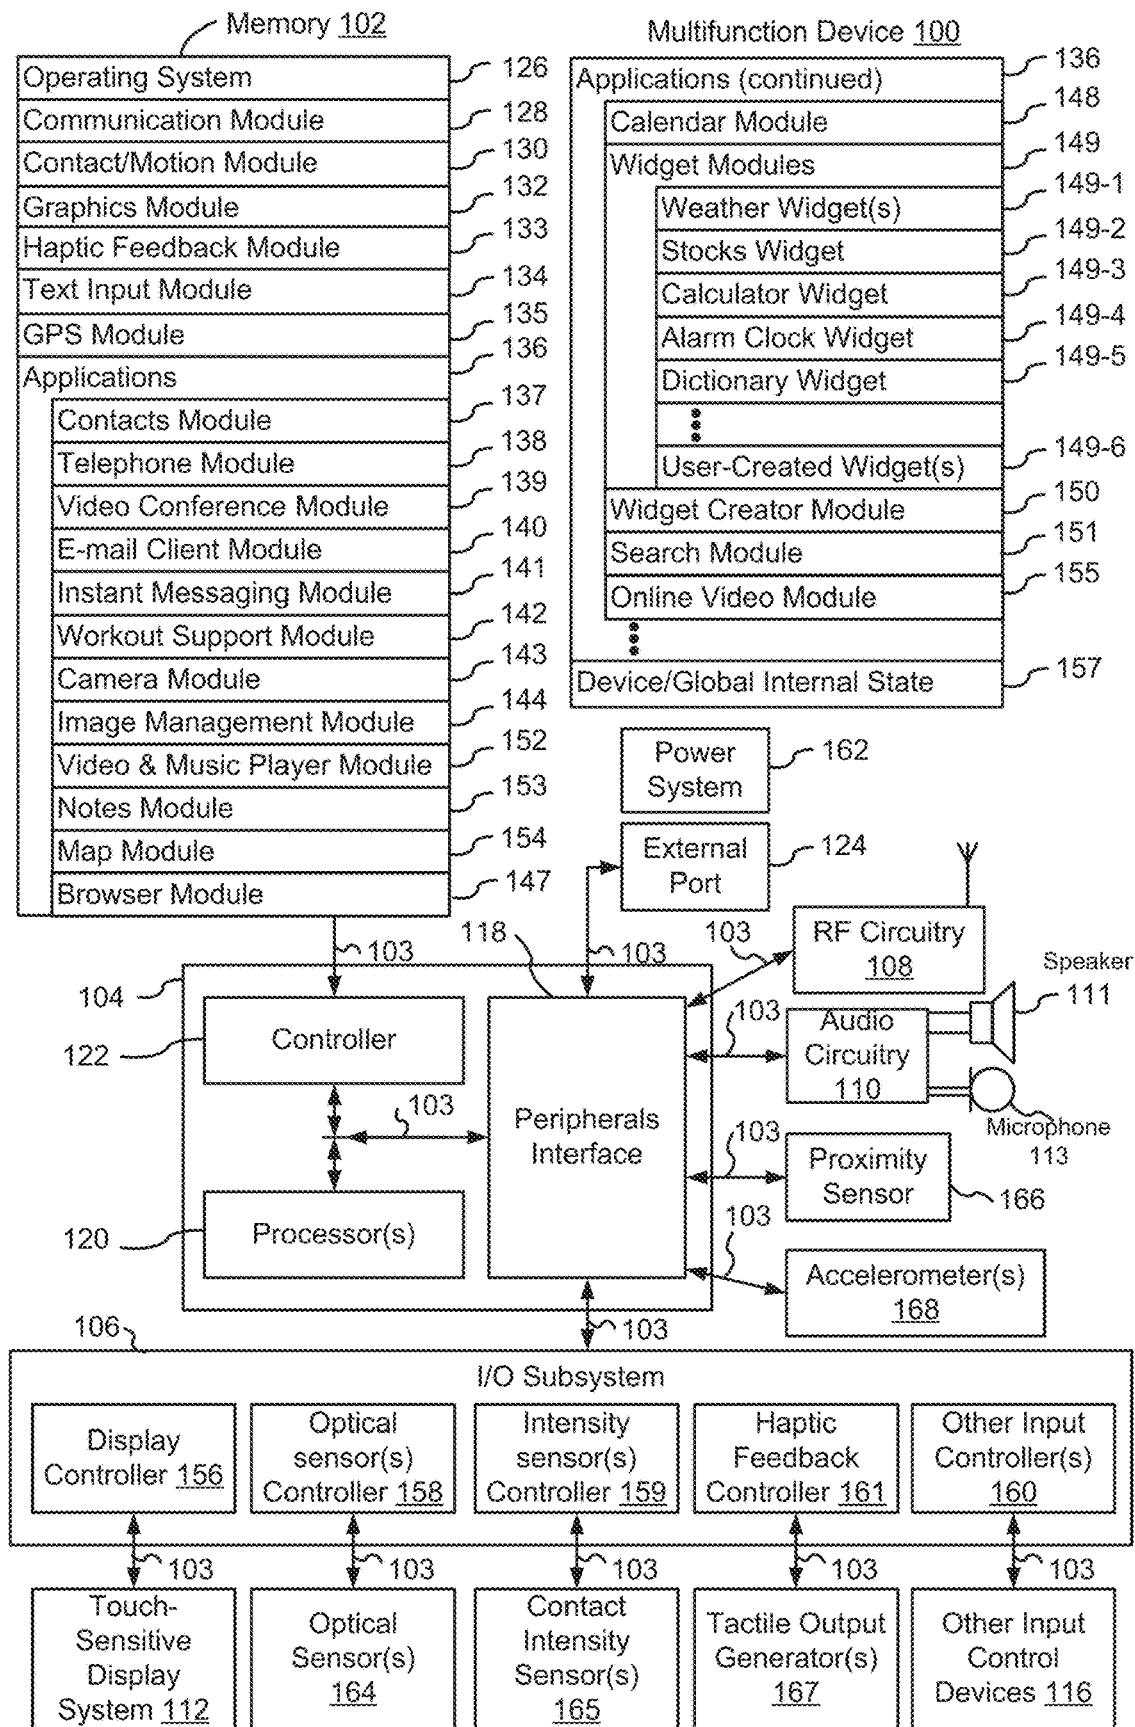 Memory 102
Operating System 126
Communication Module 128
Contact/Motion Module 130
Graphics Module 132
Haptic Feedback Module 133
Text Input Module 134
GPS Module 135
Applications 136
Contacts Module 137
Telephone Module 138
Video Conference Module 139
E-mail Client Module 140
Instant Messaging Module 141
Workout Support Module 142
Camera Module 143
Image Management Module 144
Video & Music Player Module 152
Notes Module 153
Map Module 154
Browser Module 147
Multifunction Device 100
Applications (continued) 136
Calendar Module 148
Widget Modules 149
Weather Widget(s) 149-1
Stocks Widget 149-2
Calculator Widget 149-3
Alarm Clock Widget 149-4
Dictionary Widget 149-5
User-Created Widget(s) 149-6
Widget Creator Module 150
Search Module 151
Online Video Module 155
Device/Global Internal State 157
Power
System
162
External
Port
124
103
118
103
103
RF Circuitry
108
Speaker
111
104
Controller
122
103
Audio
Circuitry
110
103
Peripherals
Interface
Microphone
113
103
Proximity
Sensor
166
Processor(s)
120
103
Accelerometer(s)
168
106
103
I/O Subsystem
Display
Controller 156
Optical
sensor(s)
Controller 158
Intensity
sensor(s)
Controller 159
Haptic
Feedback
Controller 161
Other Input
Controller(s)
160
103
103
103
103
103
Touch-
Sensitive
Display
System 112
Optical
Sensor(s)
164
Contact
Intensity
Sensor(s)
165
Tactile Output
Generator(s)
167
Other Input
Control
Devices 116